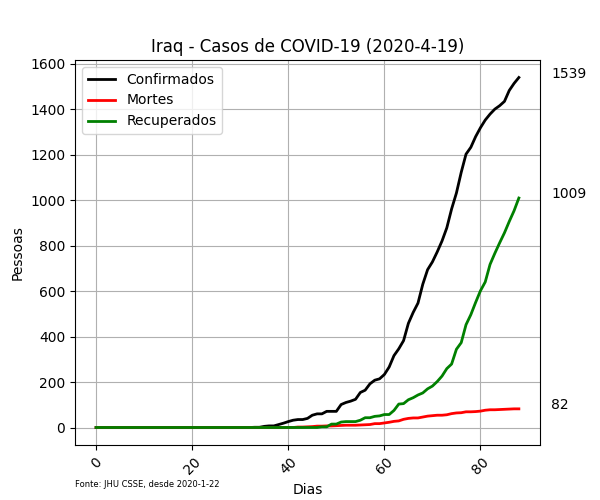 Iraq - Casos de COVID-19 (2020-4-19)
Confirmados
Mortes
Recuperados
1600
1400
1200
1000
800
600
400
200
0
Pessoas
1539
1009
82
0
20
40
60
80
Dias
Fonte: JHU CSSE, desde 2020-1-22